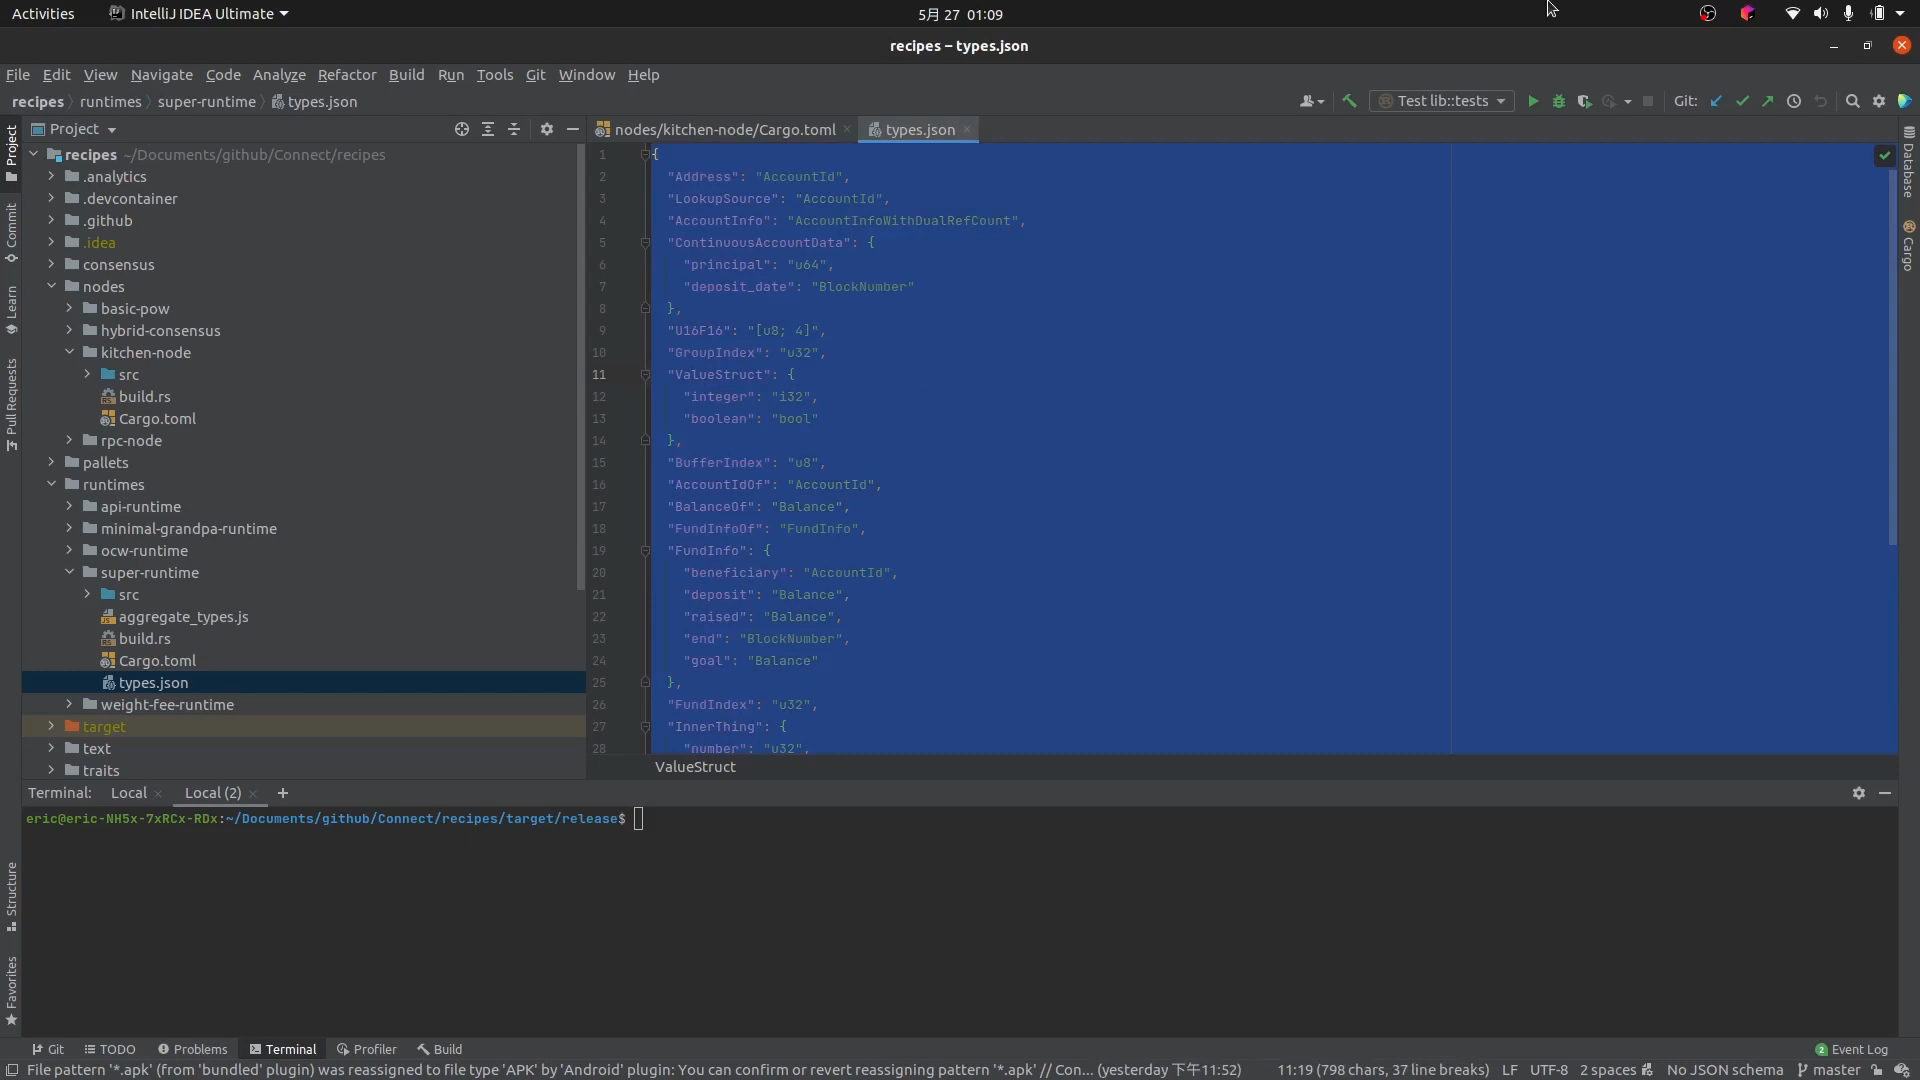 Activities IntelliJ IDEA Ultimate 5月 27 01:09
recipes – types.json
File Edit View Navigate Code Analyze Refactor Build Run Tools Git Window Help
recipes runtimes super-runtime types.json Test lib::tests Git:
Project nodes/kitchen-node/Cargo.toml types.json
recipes ~/Documents/github/Connect/recipes
.analytics
.devcontainer
.github
.idea
consensus
nodes
basic-pow
hybrid-consensus
kitchen-node
src
build.rs
Cargo.toml
rpc-node
pallets
runtimes
api-runtime
minimal-grandpa-runtime
ocw-runtime
super-runtime
src
aggregate_types.js
build.rs
Cargo.toml
types.json
weight-fee-runtime
target
text
traits
1 {
2 "Address": "AccountId",
3 "LookupSource": "AccountId",
4 "AccountInfo": "AccountInfoWithDualRefCount",
5 "ContinuousAccountData": {
6 "principal": "u64",
7 "deposit_date": "BlockNumber"
8 },
9 "U16F16": "[u8; 4]",
10 "GroupIndex": "u32",
11 "ValueStruct": {
12 "integer": "i32",
13 "boolean": "bool"
14 },
15 "BufferIndex": "u8",
16 "AccountIdOf": "AccountId",
17 "BalanceOf": "Balance",
18 "FundInfoOf": "FundInfo",
19 "FundInfo": {
20 "beneficiary": "AccountId",
21 "deposit": "Balance",
22 "raised": "Balance",
23 "end": "BlockNumber",
24 "goal": "Balance"
25 },
26 "FundIndex": "u32",
27 "InnerThing": {
28 "number": "u32",
ValueStruct
Project
Commit
Learn
Pull Requests
Structure
Favorites
Database
Cargo
Terminal: Local Local (2) +
eric@eric-NH5x-7xRCx-RDx:~/Documents/github/Connect/recipes/target/release$
Git TODO Problems Terminal Profiler Build 2 Event Log
File pattern '*.apk' (from 'bundled' plugin) was reassigned to file type 'APK' by 'Android' plugin: You can confirm or revert reassigning pattern '*.apk' // Con... (yesterday 下午11:52) 11:19 (798 chars, 37 line breaks) LF UTF-8 2 spaces No JSON schema master